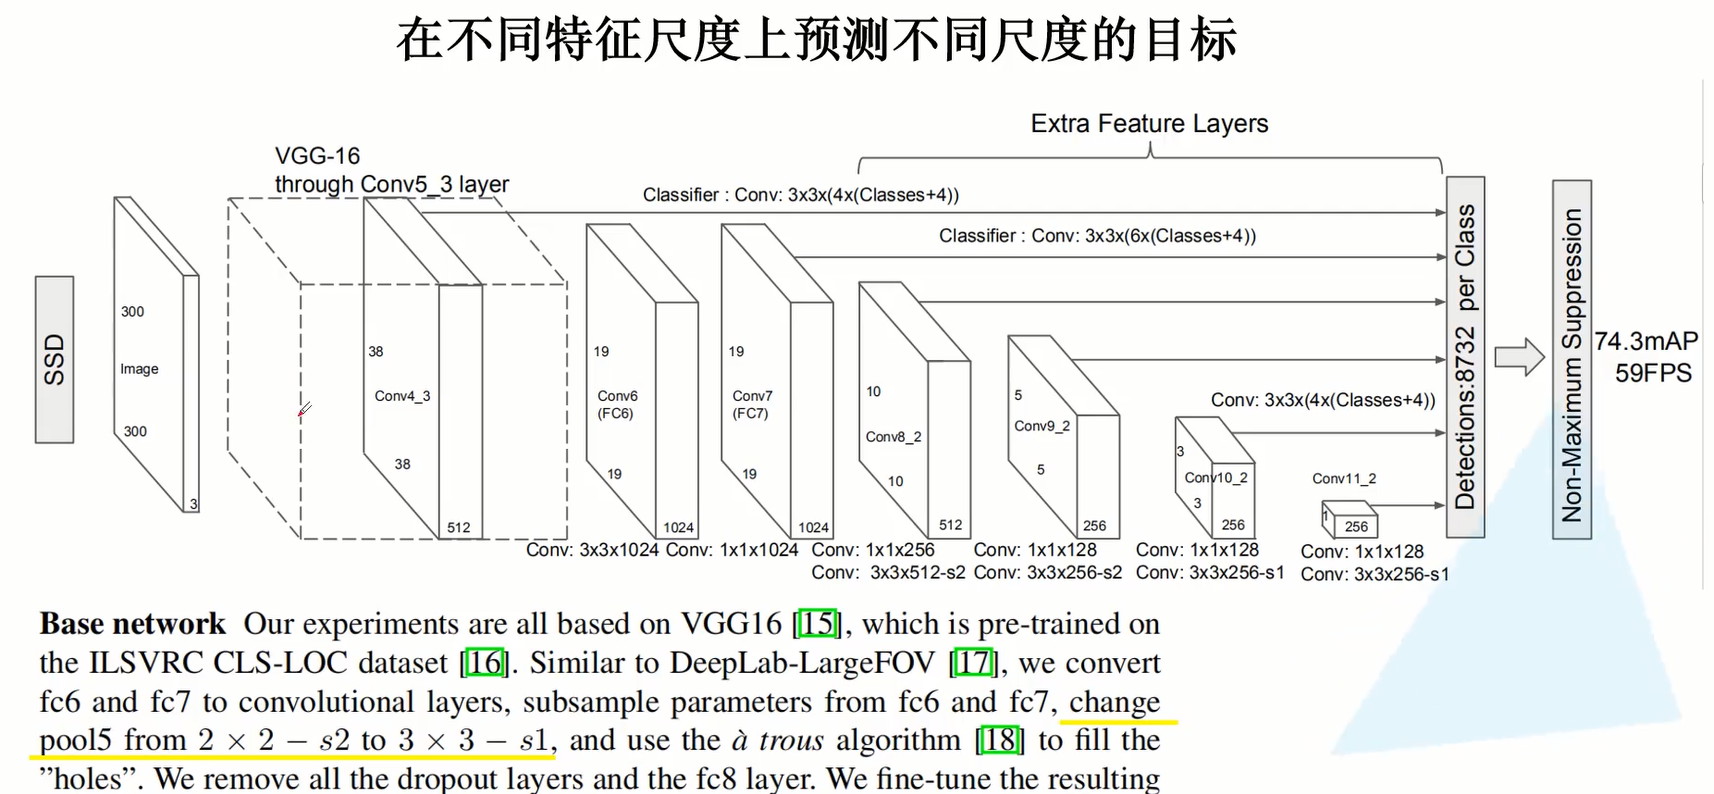 在不同特征尺度上预测不同尺度的目标
Extra Feature Layers
VGG-16
through Conv5_3 layer
Classifier : Conv: 3x3x(4x(Classes+4))
Classifier : Conv: 3x3x(6x(Classes+4))
SSD
300
Image
300
3
38
Conv4_3
38
512
19
Conv6
(FC6)
19
1024
19
Conv7
(FC7)
19
1024
10
Conv8_2
10
512
5
Conv9_2
5
256
Conv: 3x3x(4x(Classes+4))
3
Conv10_2
3
256
Conv11_2
1
256
Detections:8732 per Class
Non-Maximum Suppression
74.3mAP
59FPS
Conv: 3x3x1024
Conv: 1x1x1024
Conv: 1x1x256
Conv: 3x3x512-s2
Conv: 1x1x128
Conv: 3x3x256-s2
Conv: 1x1x128
Conv: 3x3x256-s1
Conv: 1x1x128
Conv: 3x3x256-s1
Base network Our experiments are all based on VGG16 [15], which is pre-trained on
the ILSVRC CLS-LOC dataset [16]. Similar to DeepLab-LargeFOV [17], we convert
fc6 and fc7 to convolutional layers, subsample parameters from fc6 and fc7, change
pool5 from 2 × 2 − s2 to 3 × 3 − s1, and use the à trous algorithm [18] to fill the
"holes". We remove all the dropout layers and the fc8 layer. We fine-tune the resulting